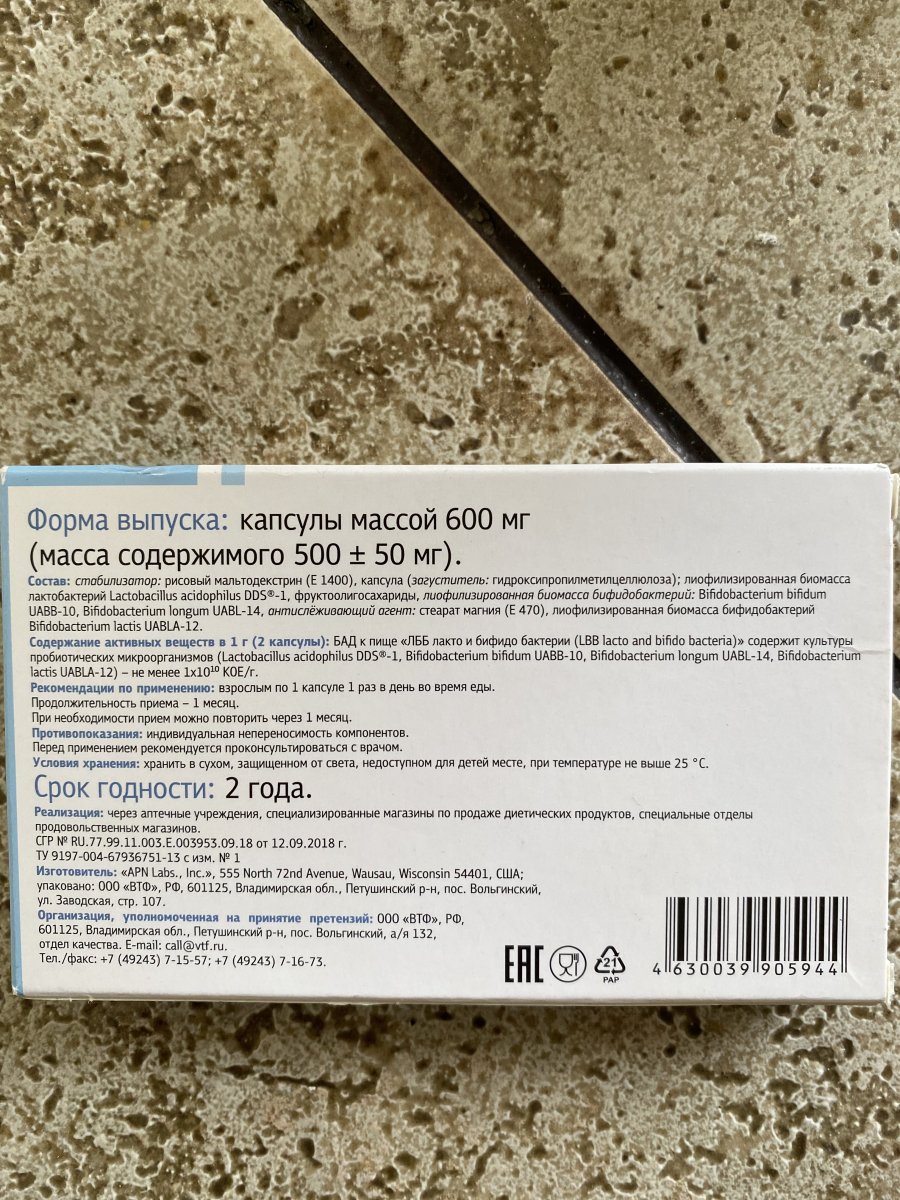 Форма выпуска: капсулы массой 600 мг
(масса содержимого 500 ± 50 мг).
Состав: стабилизатор: рисовый мальтодекстрин (Е 1400), капсула (загуститель: гидроксипропилметилцеллюлоза); лиофилизированная биомасса
лактобактерий Lactobacillus acidophilus DDS®-1, фруктоолигосахариды, лиофилизированная биомасса бифидобактерий: Bifidobacterium bifidum
UABB-10, Bifidobacterium longum UABL-14, антислёживающий агент: стеарат магния (Е 470), лиофилизированная биомасса бифидобактерий
Bifidobacterium lactis UABLA-12.
Содержание активных веществ в 1 г (2 капсулы): БАД к пище «ЛББ лакто и бифидо бактерии (LBB lacto and bifido bacteria)» содержит культуры
пробиотических микроорганизмов (Lactobacillus acidophilus DDS®-1, Bifidobacterium bifidum UABB-10, Bifidobacterium longum UABL-14, Bifidobacterium
lactis UABLA-12) – не менее 1х10¹⁰ КОЕ/г.
Рекомендации по применению: взрослым по 1 капсуле 1 раз в день во время еды.
Продолжительность приема – 1 месяц.
При необходимости прием можно повторить через 1 месяц.
Противопоказания: индивидуальная непереносимость компонентов.
Перед применением рекомендуется проконсультироваться с врачом.
Условия хранения: хранить в сухом, защищенном от света, недоступном для детей месте, при температуре не выше 25 °С.
Срок годности: 2 года.
Реализация: через аптечные учреждения, специализированные магазины по продаже диетических продуктов, специальные отделы
продовольственных магазинов.
СГР № RU.77.99.11.003.Е.003953.09.18 от 12.09.2018 г.
ТУ 9197-004-67936751-13 с изм. № 1
Изготовитель: «APN Labs., Inc.», 555 North 72nd Avenue, Wausau, Wisconsin 54401, США;
упаковано: ООО «ВТФ», РФ, 601125, Владимирская обл., Петушинский р-н, пос. Вольгинский,
ул. Заводская, стр. 107.
Организация, уполномоченная на принятие претензий: ООО «ВТФ», РФ,
601125, Владимирская обл., Петушинский р-н, пос. Вольгинский, а/я 132,
отдел качества. E-mail: call@vtf.ru.
Тел./факс: +7 (49243) 7-15-57; +7 (49243) 7-16-73.
EAC
21
PAP
4 630039 905944